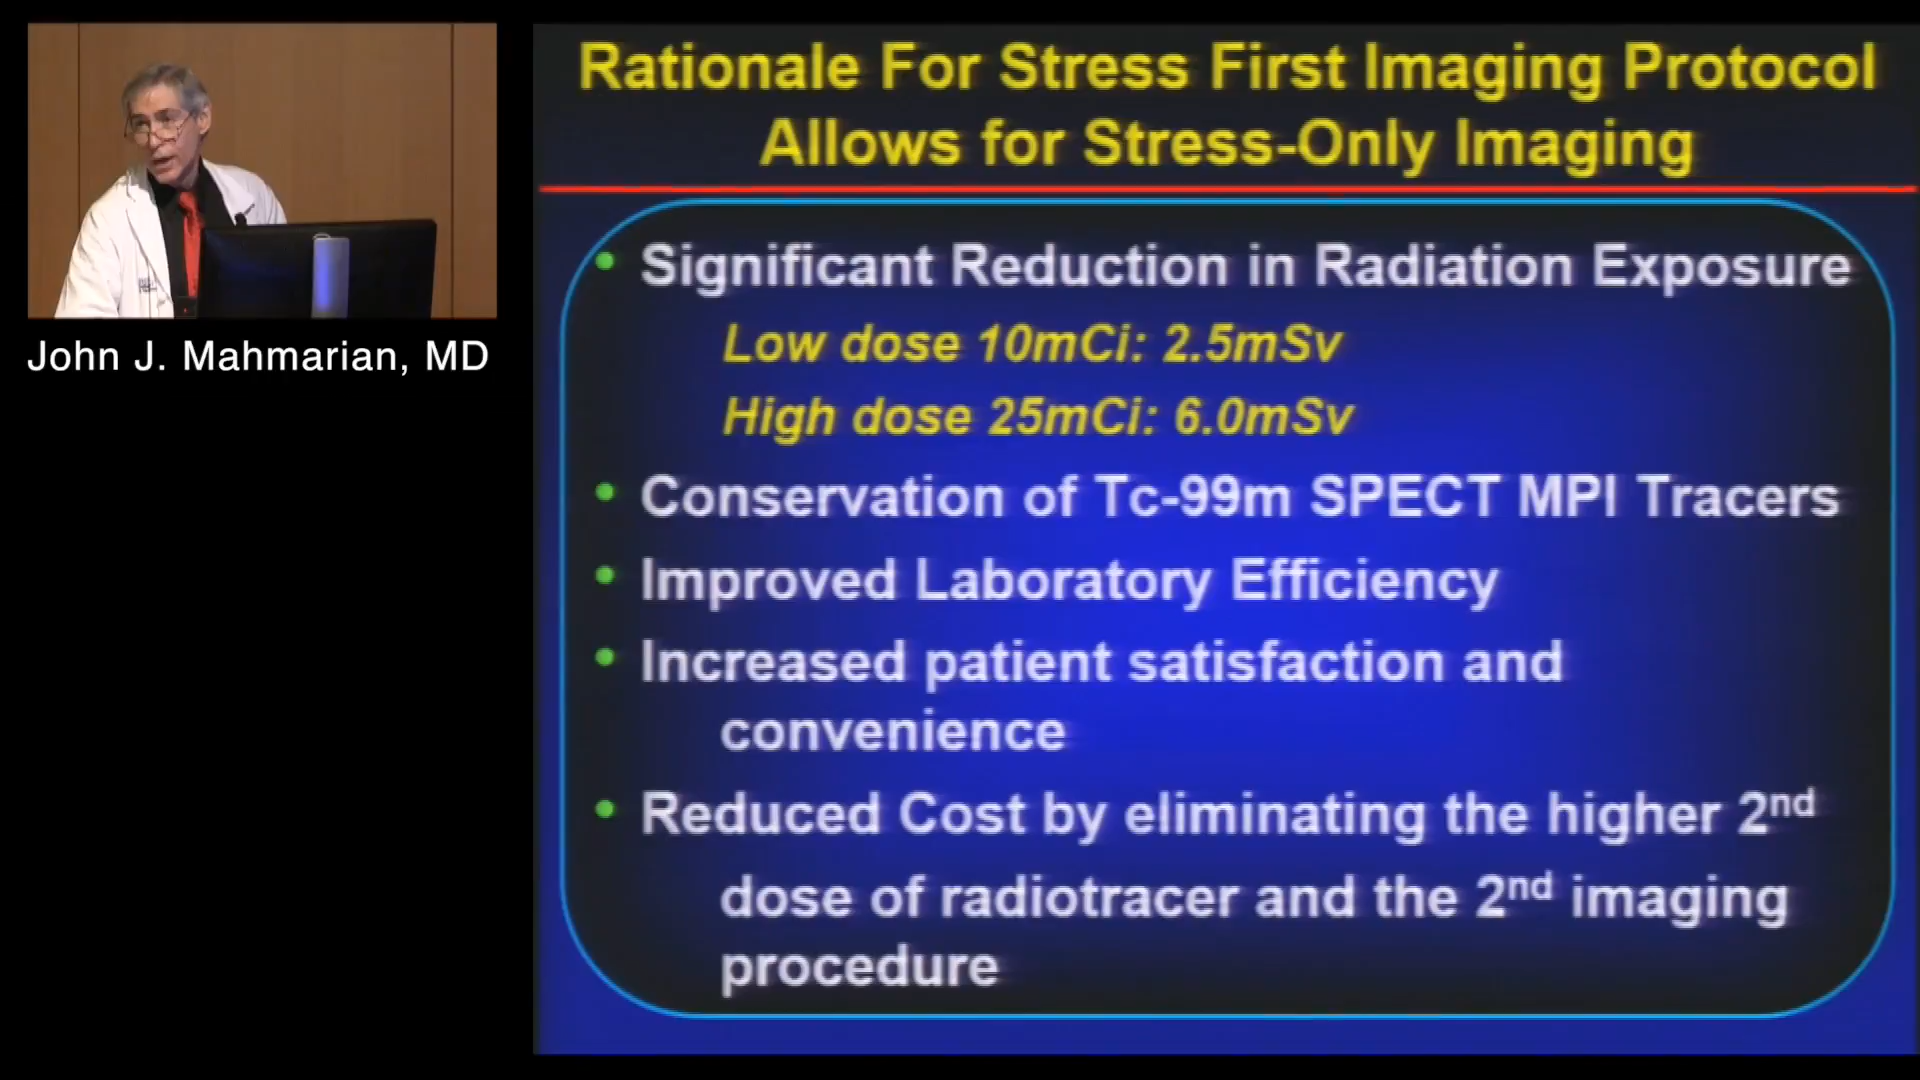 Rationale For Stress First Imaging Protocol
Allows for Stress-Only Imaging
John J. Mahmarian, MD
• Significant Reduction in Radiation Exposure
Low dose 10mCi: 2.5mSv
High dose 25mCi: 6.0mSv
• Conservation of Tc-99m SPECT MPI Tracers
• Improved Laboratory Efficiency
• Increased patient satisfaction and
convenience
• Reduced Cost by eliminating the higher 2nd
dose of radiotracer and the 2nd imaging
procedure